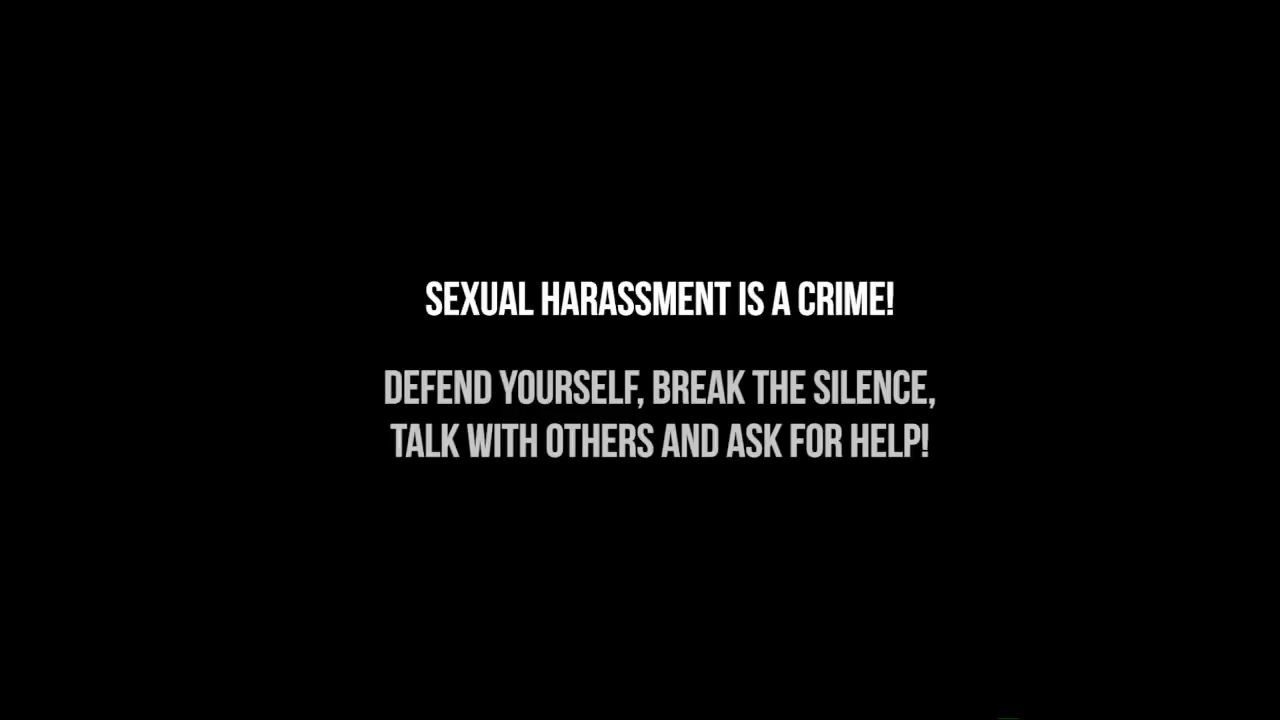 SEXUAL HARASSMENT IS A CRIME!
DEFEND YOURSELF, BREAK THE SILENCE,
TALK WITH OTHERS AND ASK FOR HELP!